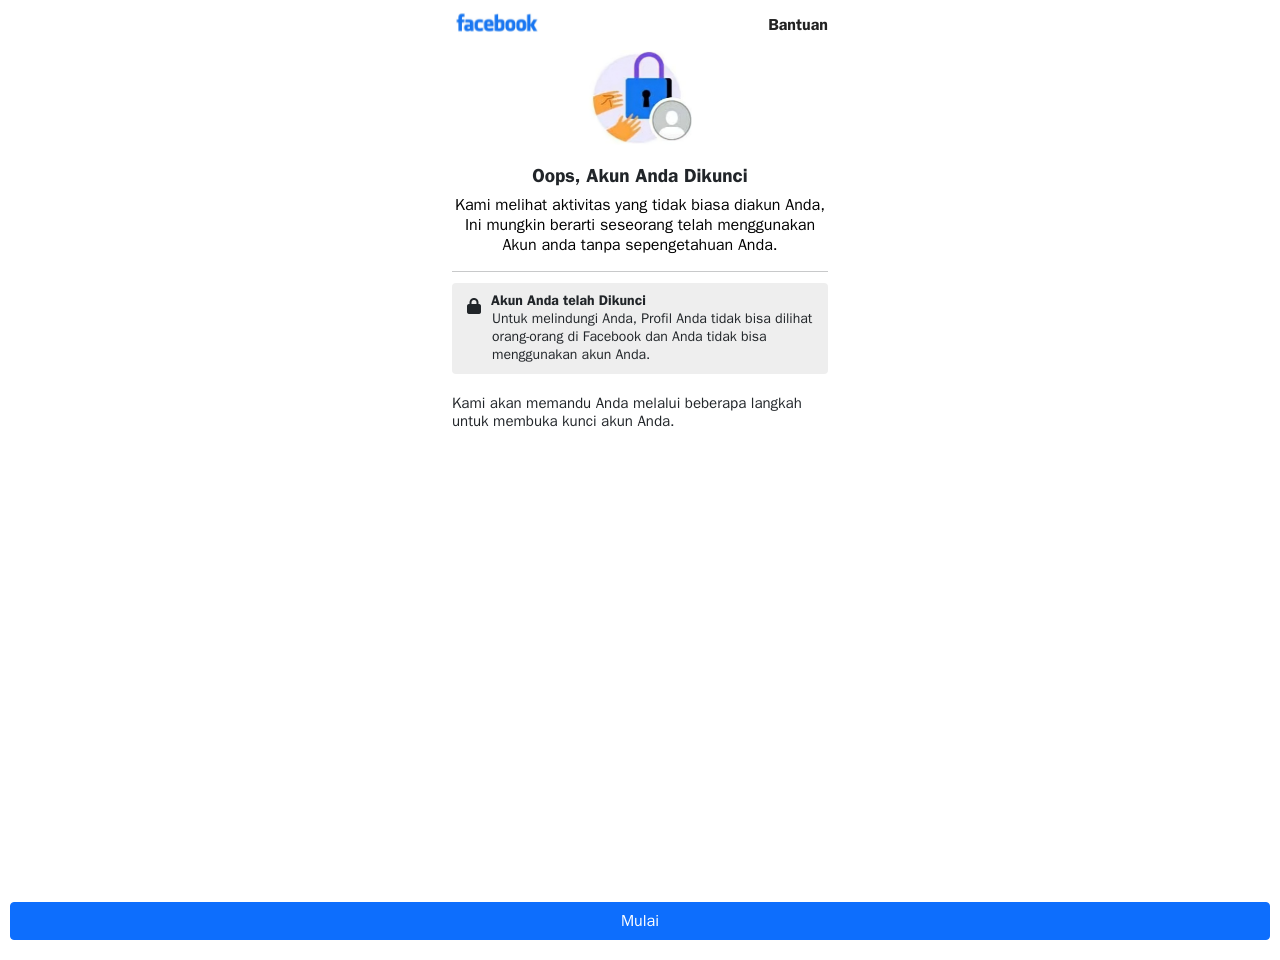 facebook
Bantuan
Oops, Akun Anda Dikunci
Kami melihat aktivitas yang tidak biasa diakun Anda,
Ini mungkin berarti seseorang telah menggunakan
Akun anda tanpa sepengetahuan Anda.
Akun Anda telah Dikunci
Untuk melindungi Anda, Profil Anda tidak bisa dilihat
orang-orang di Facebook dan Anda tidak bisa
menggunakan akun Anda.
Kami akan memandu Anda melalui beberapa langkah
untuk membuka kunci akun Anda.
Mulai